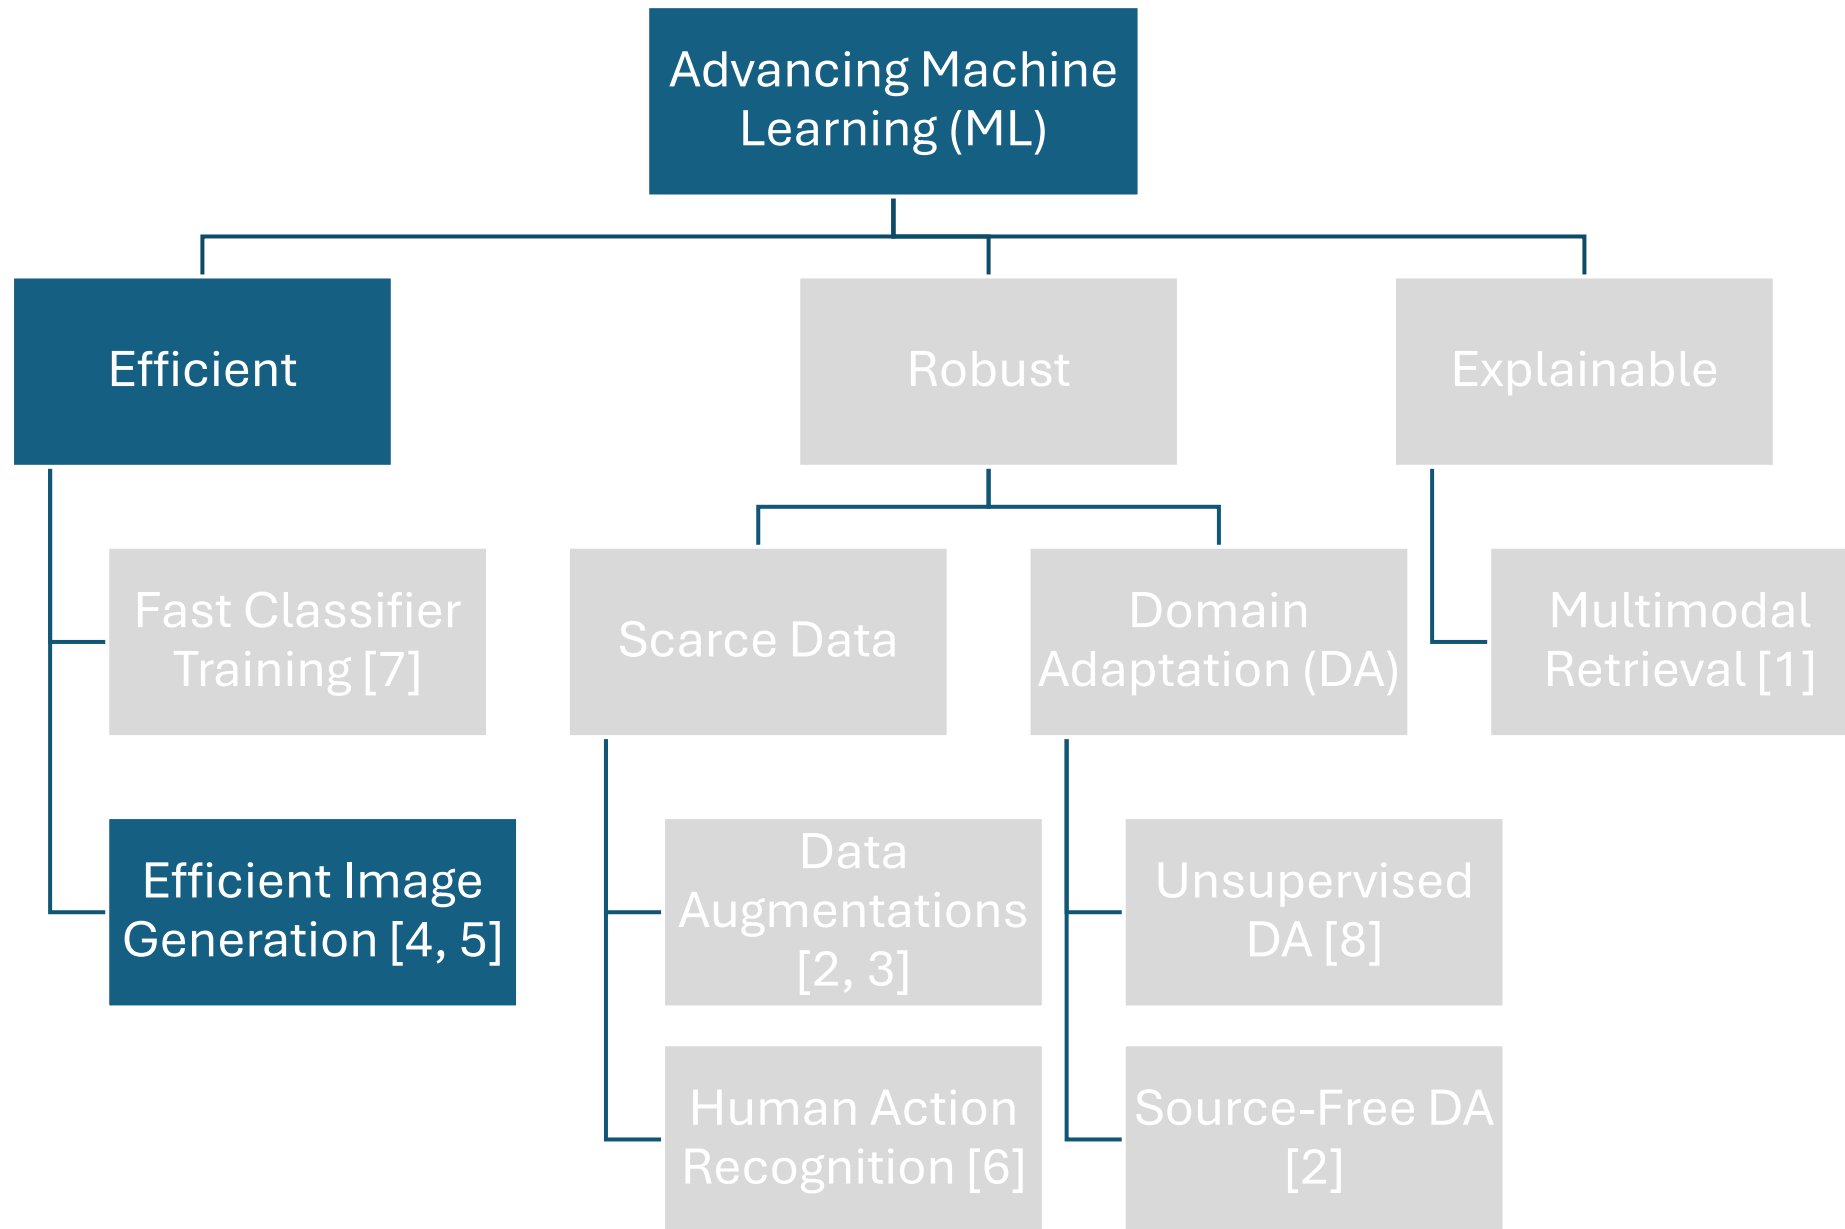 Advancing Machine
Learning (ML)
Efficient
Robust
Explainable
Fast Classifier
Training [7]
Scarce Data
Domain
Adaptation (DA)
Multimodal
Retrieval [1]
Efficient Image
Generation [4, 5]
Data
Augmentations
[2, 3]
Unsupervised
DA [8]
Human Action
Recognition [6]
Source-Free DA
[2]